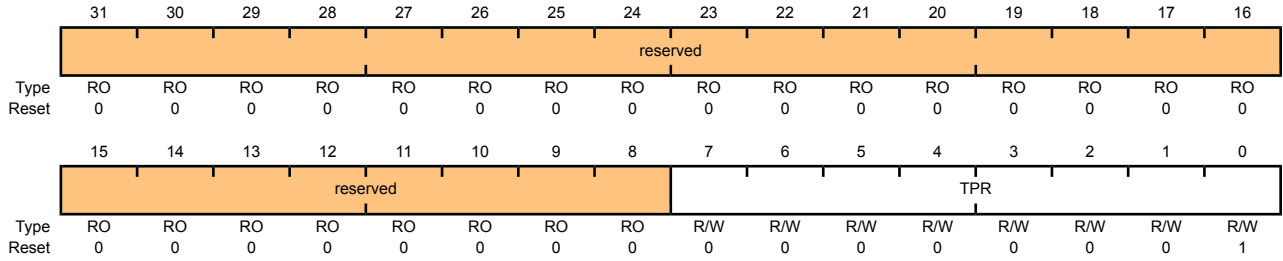 31 30 29 28 27 26 25 24 23 22 21 20 19 18 17 16
reserved
Type RO RO RO RO RO RO RO RO RO RO RO RO RO RO RO RO
Reset 0 0 0 0 0 0 0 0 0 0 0 0 0 0 0 0
15 14 13 12 11 10 9 8 7 6 5 4 3 2 1 0
reserved TPR
Type RO RO RO RO RO RO RO RO R/W R/W R/W R/W R/W R/W R/W R/W
Reset 0 0 0 0 0 0 0 0 0 0 0 0 0 0 0 1